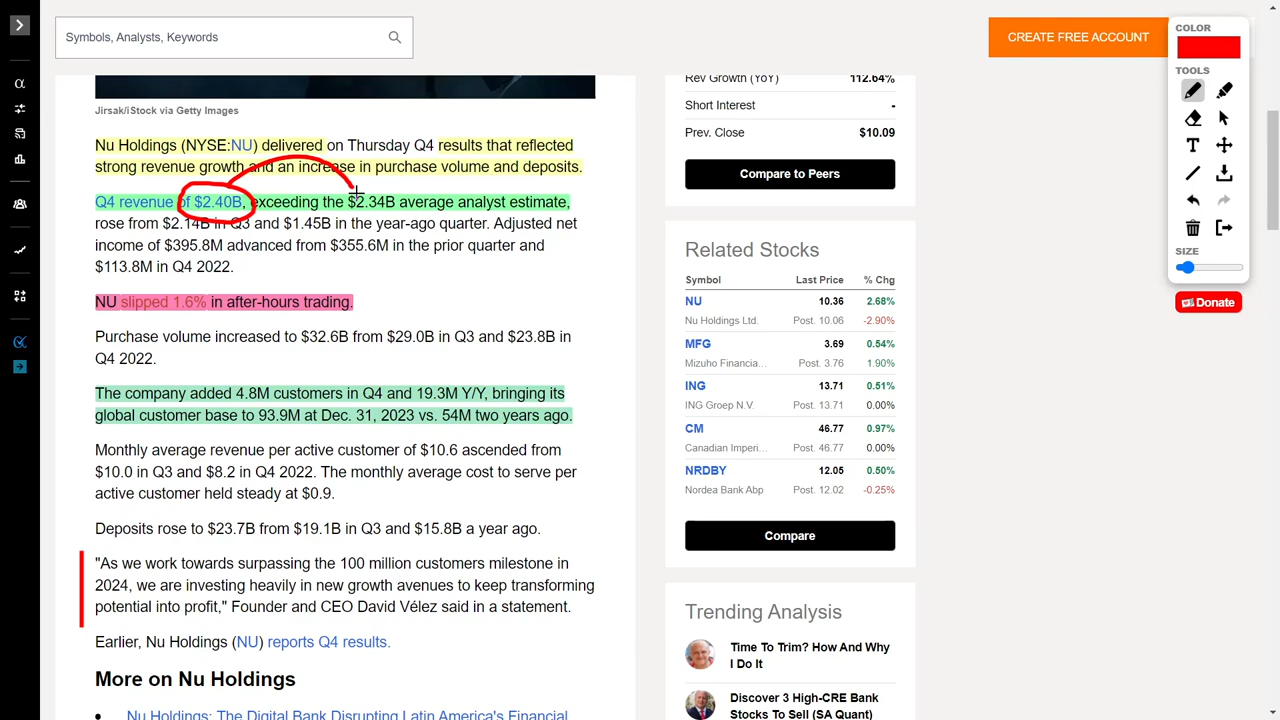 Symbols, Analysts, Keywords
CREATE FREE ACCOUNT
COLOR
TOOLS
SIZE
Donate
Jirsak/iStock via Getty Images
Nu Holdings (NYSE:NU) delivered on Thursday Q4 results that reflected
strong revenue growth and an increase in purchase volume and deposits.
Q4 revenue of $2.40B, exceeding the $2.34B average analyst estimate,
rose from $2.14B in Q3 and $1.45B in the year-ago quarter. Adjusted net
income of $395.8M advanced from $355.6M in the prior quarter and
$113.8M in Q4 2022.
NU slipped 1.6% in after-hours trading.
Purchase volume increased to $32.6B from $29.0B in Q3 and $23.8B in
Q4 2022.
The company added 4.8M customers in Q4 and 19.3M Y/Y, bringing its
global customer base to 93.9M at Dec. 31, 2023 vs. 54M two years ago.
Monthly average revenue per active customer of $10.6 ascended from
$10.0 in Q3 and $8.2 in Q4 2022. The monthly average cost to serve per
active customer held steady at $0.9.
Deposits rose to $23.7B from $19.1B in Q3 and $15.8B a year ago.
"As we work towards surpassing the 100 million customers milestone in
2024, we are investing heavily in new growth avenues to keep transforming
potential into profit," Founder and CEO David Vélez said in a statement.
Earlier, Nu Holdings (NU) reports Q4 results.
More on Nu Holdings
• Nu Holdings: The Digital Bank Disrupting Latin America's Financial
Rev Growth (YoY) 112.64%
Short Interest -
Prev. Close $10.09
Compare to Peers
Related Stocks
Symbol Last Price % Chg
NU 10.36 2.68%
Nu Holdings Ltd. Post. 10.06 -2.90%
MFG 3.69 0.54%
Mizuho Financia... Post. 3.76 1.90%
ING 13.71 0.51%
ING Groep N.V. Post. 13.71 0.00%
CM 46.77 0.97%
Canadian Imperi... Post. 46.77 0.00%
NRDBY 12.05 0.50%
Nordea Bank Abp Post. 12.02 -0.25%
Compare
Trending Analysis
Time To Trim? How And Why
I Do It
Discover 3 High-CRE Bank
Stocks To Sell (SA Quant)